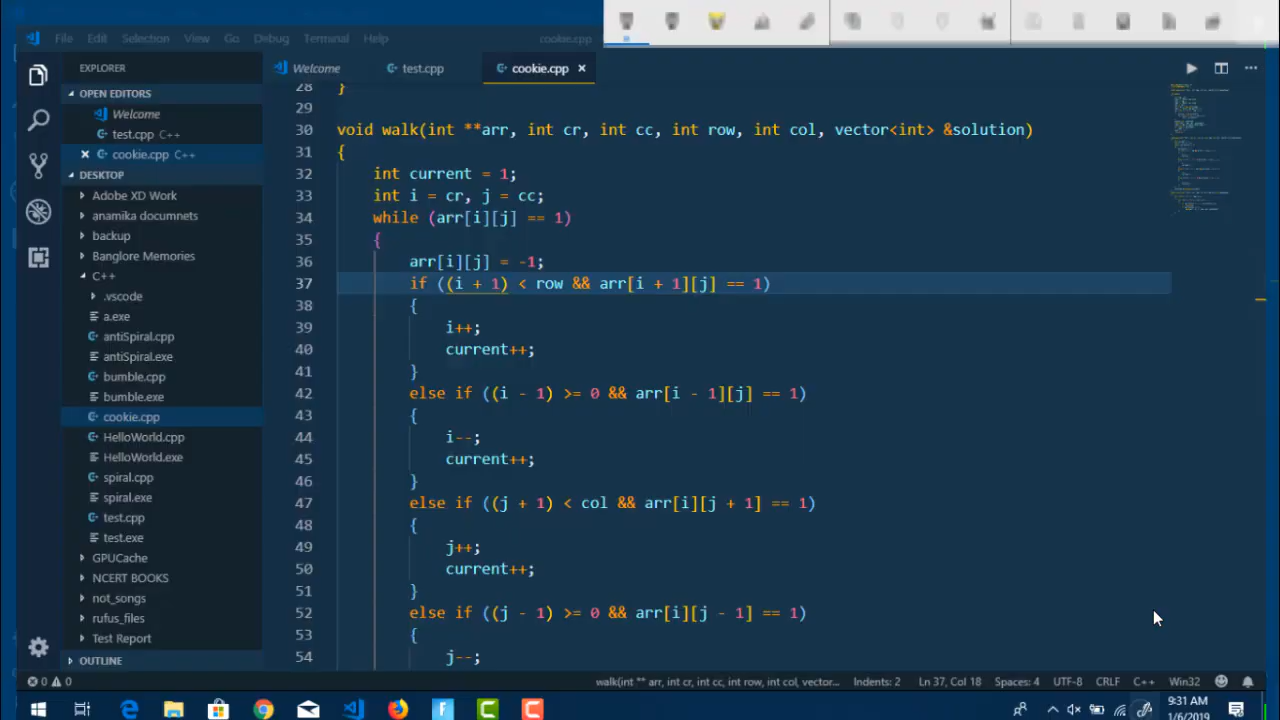 File Edit Selection View Go Debug Terminal Help cookie.cpp
EXPLORER
Welcome test.cpp cookie.cpp ×
OPEN EDITORS
Welcome
test.cpp C++
× cookie.cpp C++
DESKTOP
Adobe XD Work
anamika documnets
backup
Banglore Memories
C++
.vscode
a.exe
antiSpiral.cpp
antiSpiral.exe
bumble.cpp
bumble.exe
cookie.cpp
HelloWorld.cpp
HelloWorld.exe
spiral.cpp
spiral.exe
test.cpp
test.exe
GPUCache
NCERT BOOKS
not_songs
rufus_files
Test Report
OUTLINE
28 }
29
30 void walk(int **arr, int cr, int cc, int row, int col, vector<int> &solution)
31 {
32 int current = 1;
33 int i = cr, j = cc;
34 while (arr[i][j] == 1)
35 {
36 arr[i][j] = -1;
37 if ((i + 1) < row && arr[i + 1][j] == 1)
38 {
39 i++;
40 current++;
41 }
42 else if ((i - 1) >= 0 && arr[i - 1][j] == 1)
43 {
44 i--;
45 current++;
46 }
47 else if ((j + 1) < col && arr[i][j + 1] == 1)
48 {
49 j++;
50 current++;
51 }
52 else if ((j - 1) >= 0 && arr[i][j - 1] == 1)
53 {
54 j--;
0 0 walk(int ** arr, int cr, int cc, int row, int col, vector... Indents: 2 Ln 37, Col 18 Spaces: 4 UTF-8 CRLF C++ Win32
9:31 AM
1/6/2019